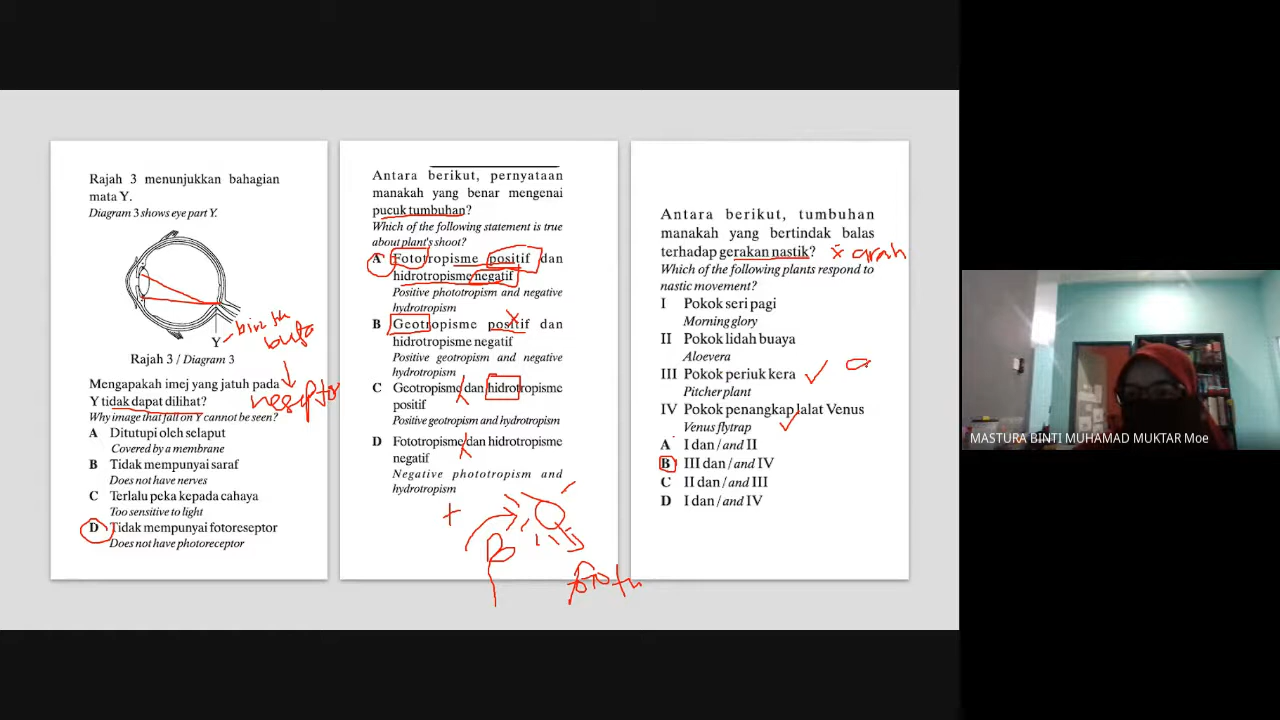 Rajah 3 menunjukkan bahagian
mata Y.
Diagram 3 shows eye part Y.
Y
bintik
buta
Rajah 3 / Diagram 3
reseptor
Mengapakah imej yang jatuh pada
Y tidak dapat dilihat?
Why image that fall on Y cannot be seen?
A Ditutupi oleh selaput
Covered by a membrane
B Tidak mempunyai saraf
Does not have nerves
C Terlalu peka kepada cahaya
Too sensitive to light
D Tidak mempunyai fotoreseptor
Does not have photoreceptor
Antara berikut, pernyataan
manakah yang benar mengenai
pucuk tumbuhan?
Which of the following statement is true
about plant's shoot?
A Fototropisme positif dan
hidrotropisme negatif
Positive phototropism and negative
hydrotropism
B Geotropisme positif dan
hidrotropisme negatif
Positive geotropism and negative
hydrotropism
C Geotropisme dan hidrotropisme
positif
Positive geotropism and hydrotropism
D Fototropisme dan hidrotropisme
negatif
Negative phototropism and
hydrotropism
+
Antara berikut, tumbuhan
manakah yang bertindak balas
terhadap gerakan nastik? x arah
Which of the following plants respond to
nastic movement?
I Pokok seri pagi
Morning glory
II Pokok lidah buaya
Aloevera
III Pokok periuk kera
Pitcher plant
IV Pokok penangkap lalat Venus
Venus flytrap
A I dan / and II
B III dan / and IV
C II dan / and III
D I dan / and IV
MASTURA BINTI MUHAMAD MUKTAR Moe